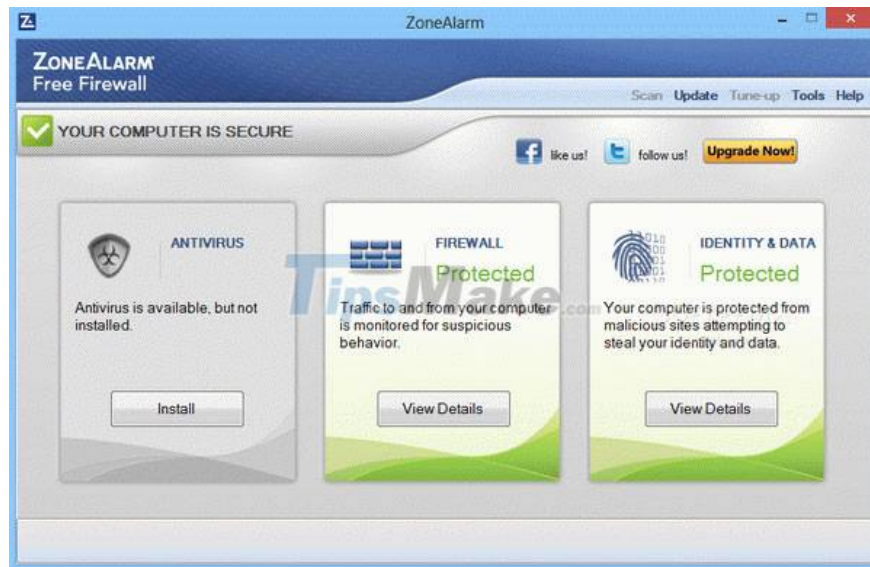 ZoneAlarm
ZONEALARM
Free Firewall
Scan Update Tune-up Tools Help
YOUR COMPUTER IS SECURE
like us! follow us! Upgrade Now!
ANTIVIRUS
Antivirus is available, but not
installed.
Install
FIREWALL
Protected
Traffic to and from your computer
is monitored for suspicious
behavior.
View Details
IDENTITY & DATA
Protected
Your computer is protected from
malicious sites attempting to
steal your identity and data.
View Details
TipsMake.com